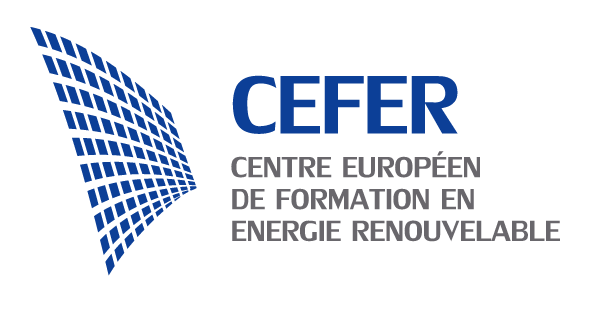 CEFER
CENTRE EUROPÉEN
DE FORMATION EN
ENERGIE RENOUVELABLE